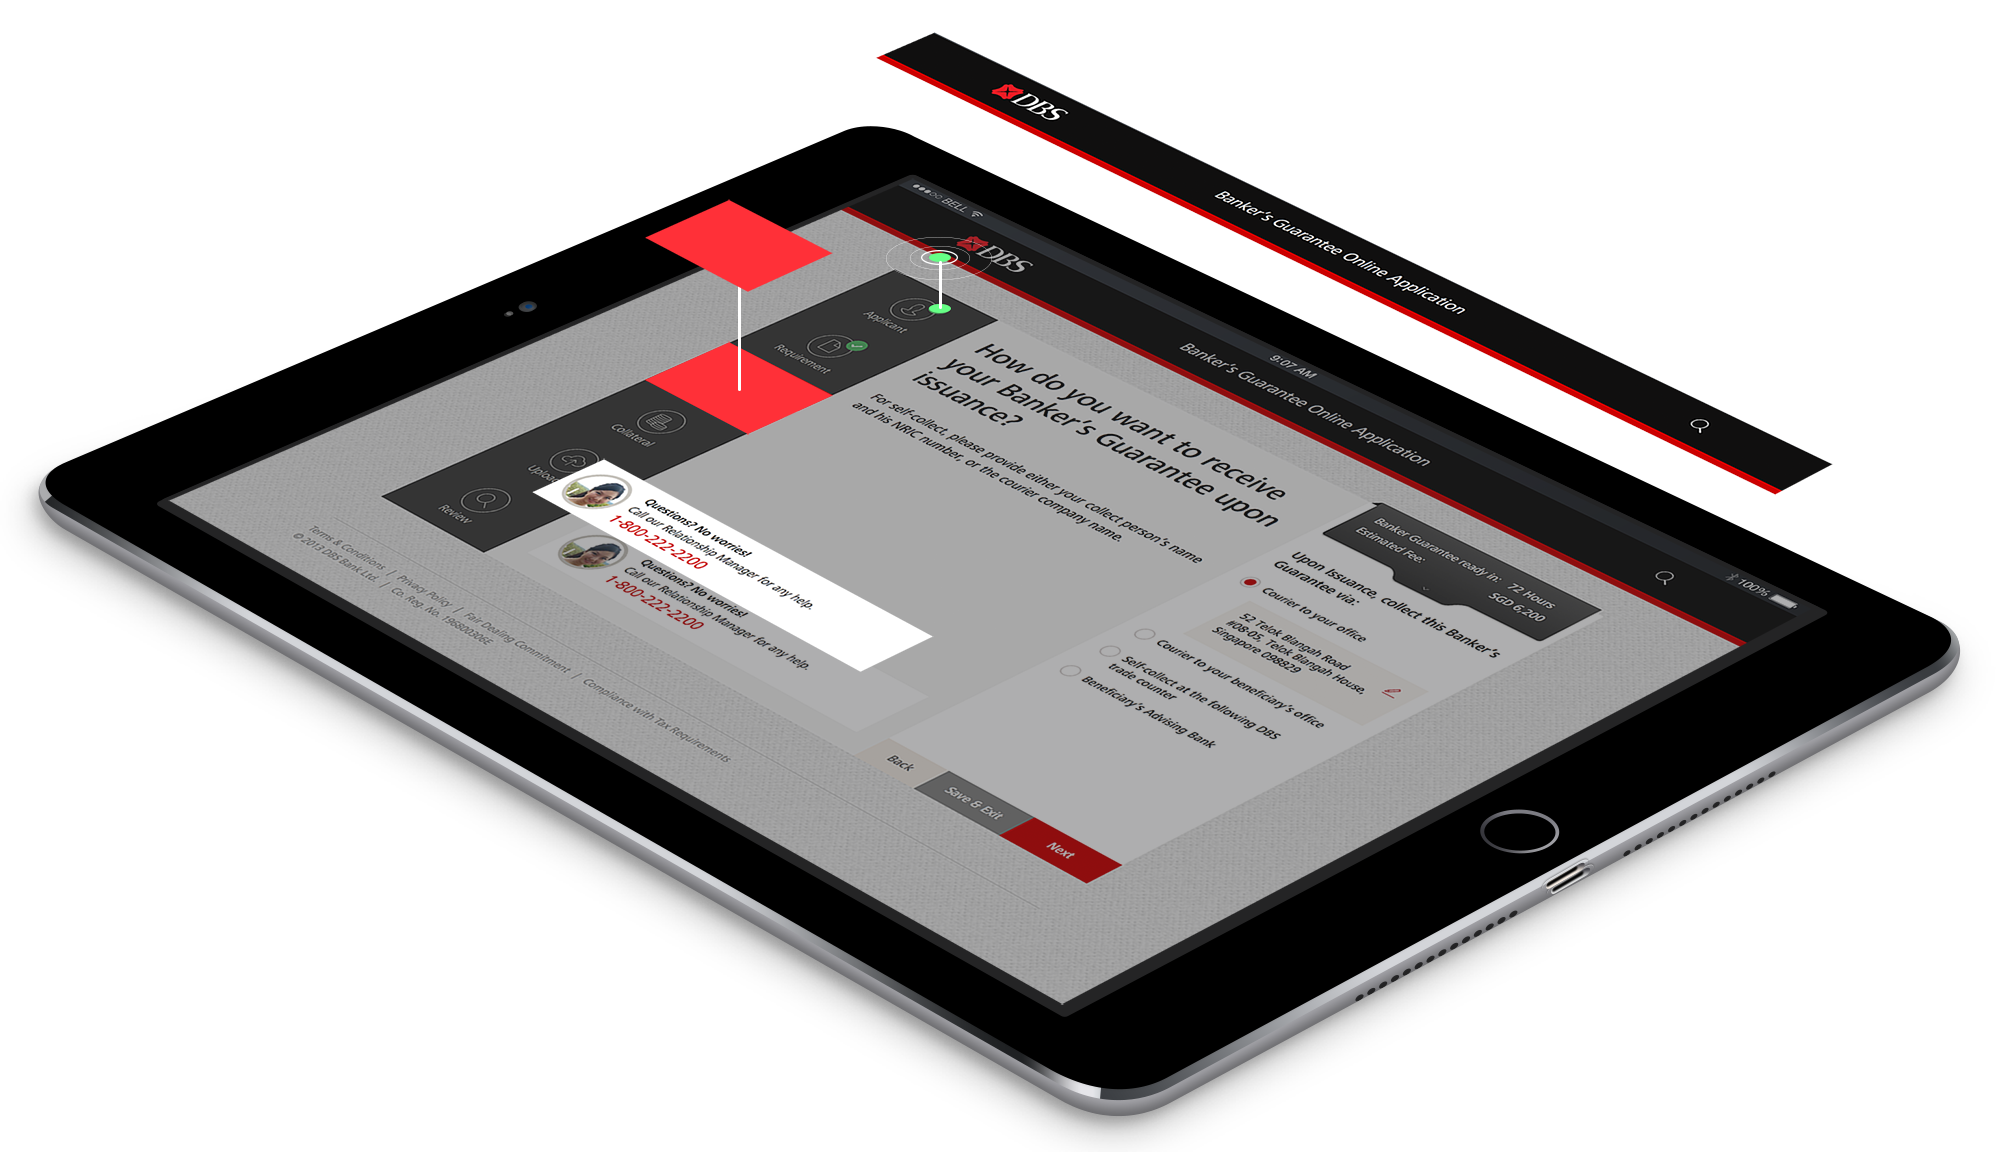 DBS
Banker's Guarantee Online Application
BELL
9:07 AM
100%
DBS
Banker's Guarantee Online Application
Applicant
Requirement
Collateral
Upload
Review
How do you want to receive
your Banker's Guarantee upon
issuance?
For self-collect, please provide either your collect person's name
and his NRIC number, or the courier company name.
Banker Guarantee ready in: 72 Hours
Estimated Fee: SGD 6,200
Upon Issuance, collect this Banker's
Guarantee via:
Courier to your office
52 Telok Blangah Road
#08-05, Telok Blangah House,
Singapore 098829
Courier to your beneficiary's office
Self-collect at the following DBS
trade counter
Beneficiary's Advising Bank
Questions? No worries!
Call our Relationship Manager for any help.
1-800-222-2200
Questions? No worries!
Call our Relationship Manager for any help.
1-800-222-2200
Back
Save & Exit
Next
Terms & Conditions | Privacy Policy | Fair Dealing Commitment | Compliance with Tax Requirements
© 2013 DBS Bank Ltd. | Co. Reg. No. 196800306E